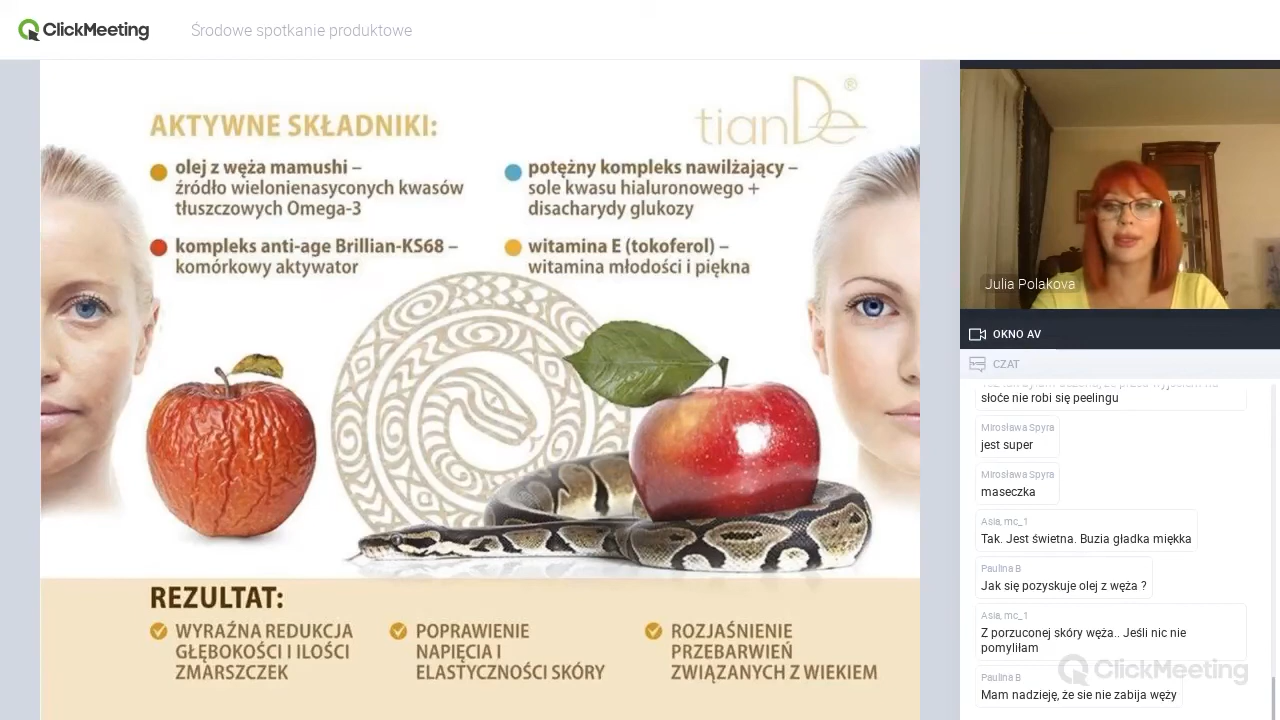 ClickMeeting
Środowe spotkanie produktowe
tianDe®
AKTYWNE SKŁADNIKI:
olej z węża mamushi –
źródło wielonienasyconych kwasów
tłuszczowych Omega-3
potężny kompleks nawilżający –
sole kwasu hialuronowego +
disacharydy glukozy
kompleks anti-age Brillian-KS68 –
komórkowy aktywator
witamina E (tokoferol) –
witamina młodości i piękna
REZULTAT:
WYRAŹNA REDUKCJA
GŁĘBOKOŚCI I ILOŚCI
ZMARSZCZEK
POPRAWIENIE
NAPIĘCIA I
ELASTYCZNOŚCI SKÓRY
ROZJAŚNIENIE
PRZEBARWIEŃ
ZWIĄZANYCH Z WIEKIEM
Julia Polakova
OKNO AV
CZAT
słoće nie robi się peelingu
Mirosława Spyra
jest super
Mirosława Spyra
maseczka
Asia, mc_1
Tak. Jest świetna. Buzia gładka miękka
Paulina B
Jak się pozyskuje olej z węża ?
Asia, mc_1
Z porzuconej skóry węża.. Jeśli nic nie
pomyliłam
Paulina B
Mam nadzieję, że sie nie zabija węży
ClickMeeting